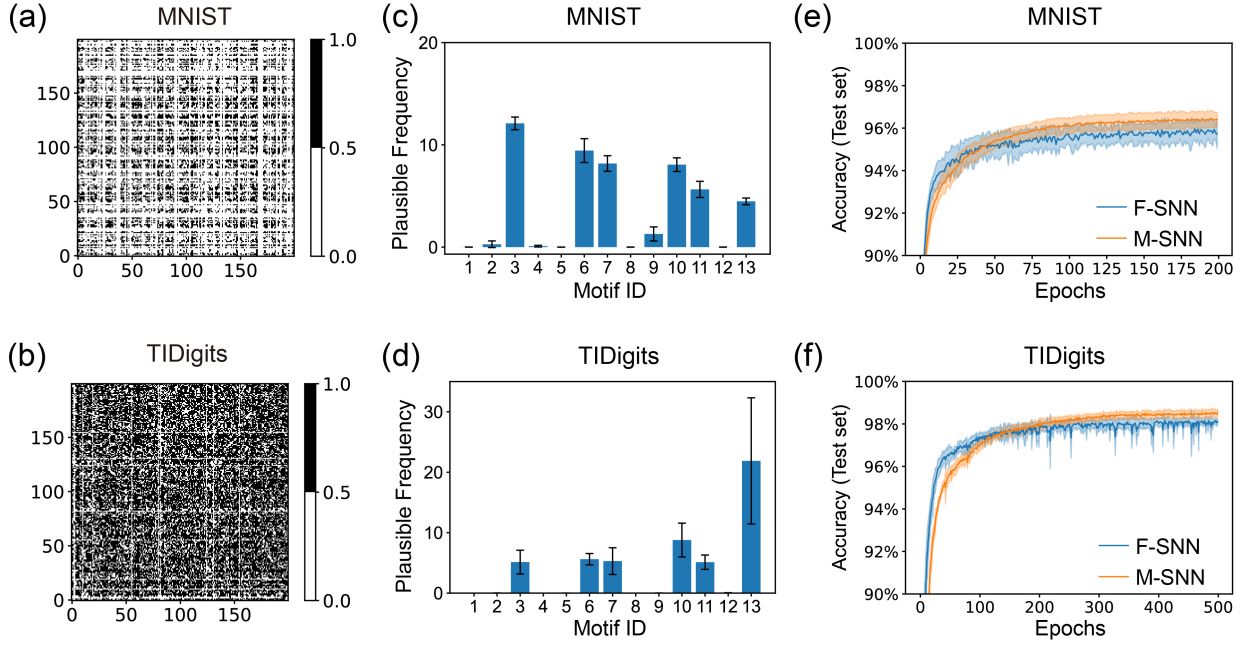 (a)
MNIST
150
100
50
0
0 50 100 150
1.0
0.5
0.0
(c)
MNIST
Plausible Frequency
20
10
0
1 2 3 4 5 6 7 8 9 10 11 12 13
Motif ID
(e)
MNIST
Accuracy (Test set)
100%
98%
96%
94%
92%
90%
F-SNN
M-SNN
0 25 50 75 100 125 150 175 200
Epochs
(b)
TIDigits
150
100
50
0
0 50 100 150
1.0
0.5
0.0
(d)
TIDigits
Plausible Frequency
30
20
10
0
1 2 3 4 5 6 7 8 9 10 11 12 13
Motif ID
(f)
TIDigits
Accuracy (Test set)
100%
98%
96%
94%
92%
90%
F-SNN
M-SNN
0 100 200 300 400 500
Epochs